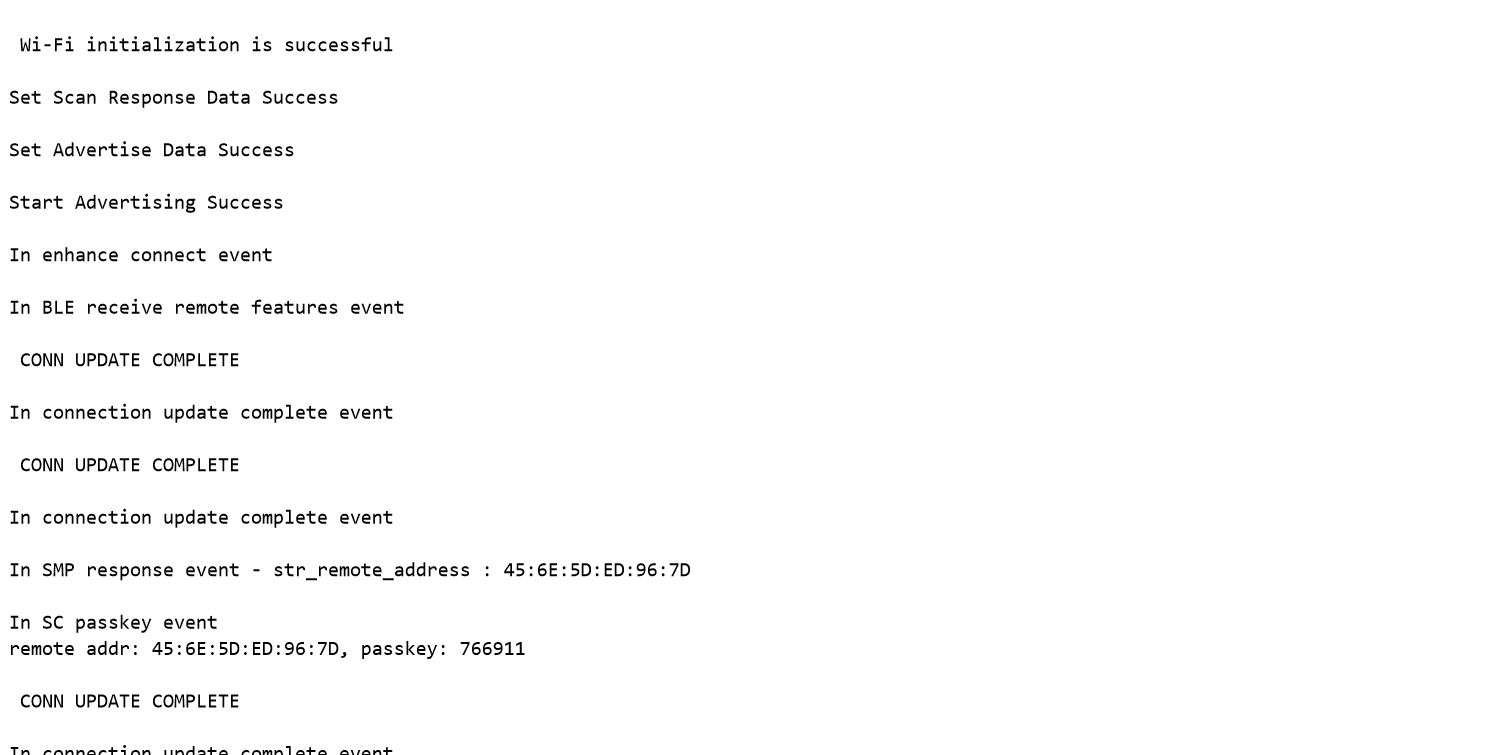 Wi-Fi initialization is successful
Set Scan Response Data Success
Set Advertise Data Success
Start Advertising Success
In enhance connect event
In BLE receive remote features event
CONN UPDATE COMPLETE
In connection update complete event
CONN UPDATE COMPLETE
In connection update complete event
In SMP response event - str_remote_address : 45:6E:5D:ED:96:7D
In SC passkey event
remote addr: 45:6E:5D:ED:96:7D, passkey: 766911
CONN UPDATE COMPLETE
In connection update complete event